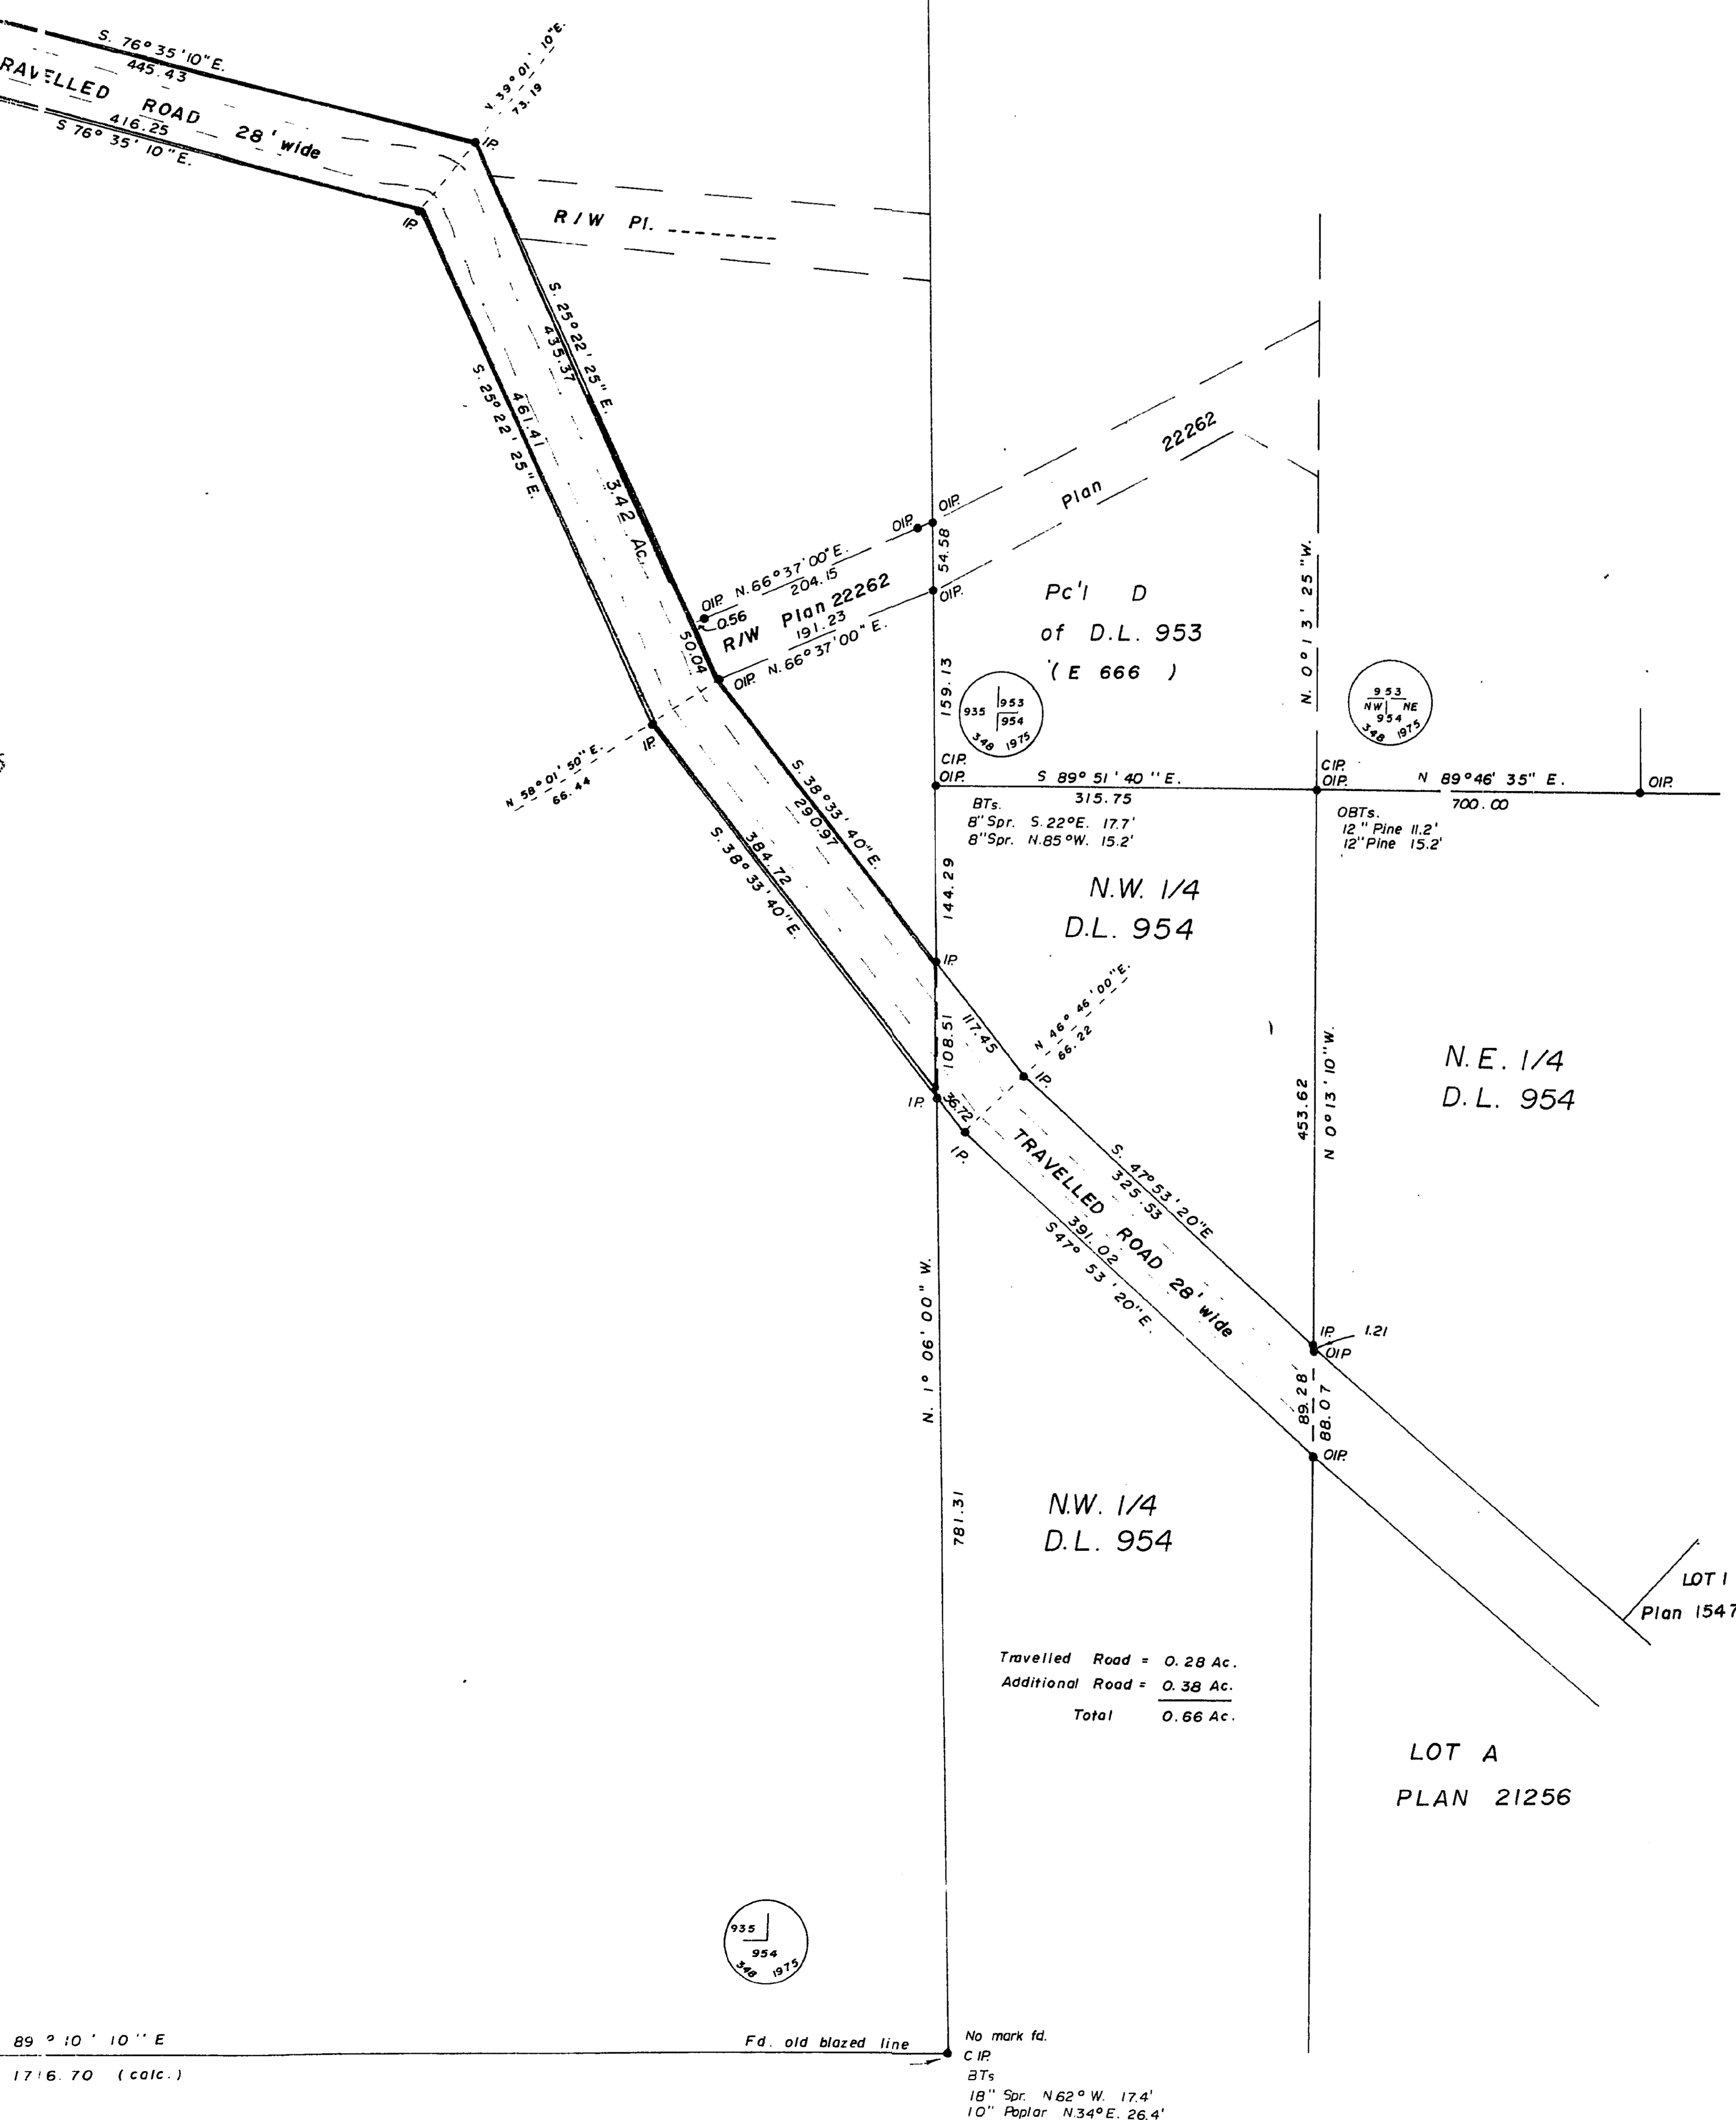 S. 76° 35' 10" E.
445.43
RAVELLED ROAD 28' wide
416.25
S 76° 35' 10" E.
39° 01' 10" E.
73.19
IP.
IP.
R/W Pl.
S. 25° 22' 25" E.
435.37
461.41
S. 25° 22' 25" E.
3.42 Ac.
22262
Plan
OIP.
OIP.
54.58
N. 66° 37' 00" E.
204.15
OIP.
0.56
R/W Plan 22262
191.23
N. 66° 37' 00" E.
OIP.
OIP.
50.04
IP.
N 58° 01' 50" E.
66.44
Pc'l D
of D.L. 953
(E 666)
159.13
935 953
954
348 1975
N. 0° 13' 25" W.
953
NW NE
954
348 1975
CIP.
OIP.
S 89° 51' 40" E.
315.75
BTs.
8" Spr. S. 22° E. 17.7'
8" Spr. N. 85° W. 15.2'
CIP.
OIP.
N 89° 46' 35" E.
700.00
OIP.
OBTs.
12" Pine 11.2'
12" Pine 15.2'
S. 38° 33' 40" E.
290.97
384.72
S. 38° 33' 40" E.
144.29
N.W. 1/4
D.L. 954
IP.
N 46° 46' 00" E.
66.22
117.45
108.51
IP.
IP.
36.72
IP.
453.62
N 0° 13' 10" W.
N.E. 1/4
D.L. 954
TRAVELLED ROAD 28' wide
S. 47° 53' 20" E
325.53
391.02
S 47° 53' 20" E.
N. 1° 06' 00" W.
IP.
OIP
1.21
89.28
88.07
OIP.
781.31
N.W. 1/4
D.L. 954
LOT 1
Plan 1547
Travelled Road = 0.28 Ac.
Additional Road = 0.38 Ac.
Total 0.66 Ac.
LOT A
PLAN 21256
935
954
348 1975
89° 10' 10" E
1716.70 (calc.)
Fd. old blazed line
No mark fd.
CIP.
BTs
18" Spr. N 62° W. 17.4'
10" Poplar N. 34° E. 26.4'